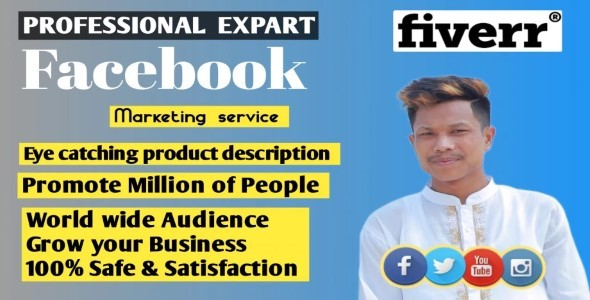 PROFESSIONAL EXPART
fiverr®
Facebook
Marketing service
Eye catching product description
Promote Million of People
World wide Audience
Grow your Business
100% Safe & Satisfaction
You
Tube